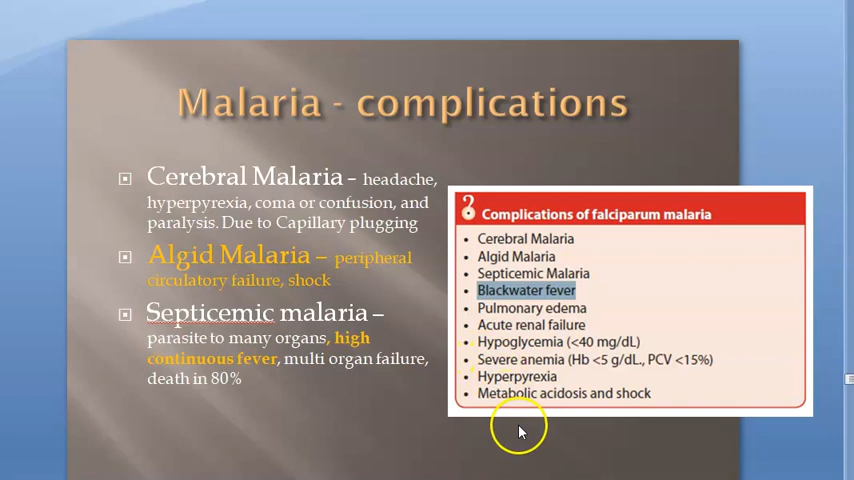 Malaria - complications
Cerebral Malaria – headache,
hyperpyrexia, coma or confusion, and
paralysis. Due to Capillary plugging
Algid Malaria – peripheral
circulatory failure, shock
Septicemic malaria –
parasite to many organs, high
continuous fever, multi organ failure,
death in 80%
Complications of falciparum malaria
• Cerebral Malaria
• Algid Malaria
• Septicemic Malaria
• Blackwater fever
• Pulmonary edema
• Acute renal failure
• Hypoglycemia (<40 mg/dL)
• Severe anemia (Hb <5 g/dL, PCV <15%)
• Hyperpyrexia
• Metabolic acidosis and shock